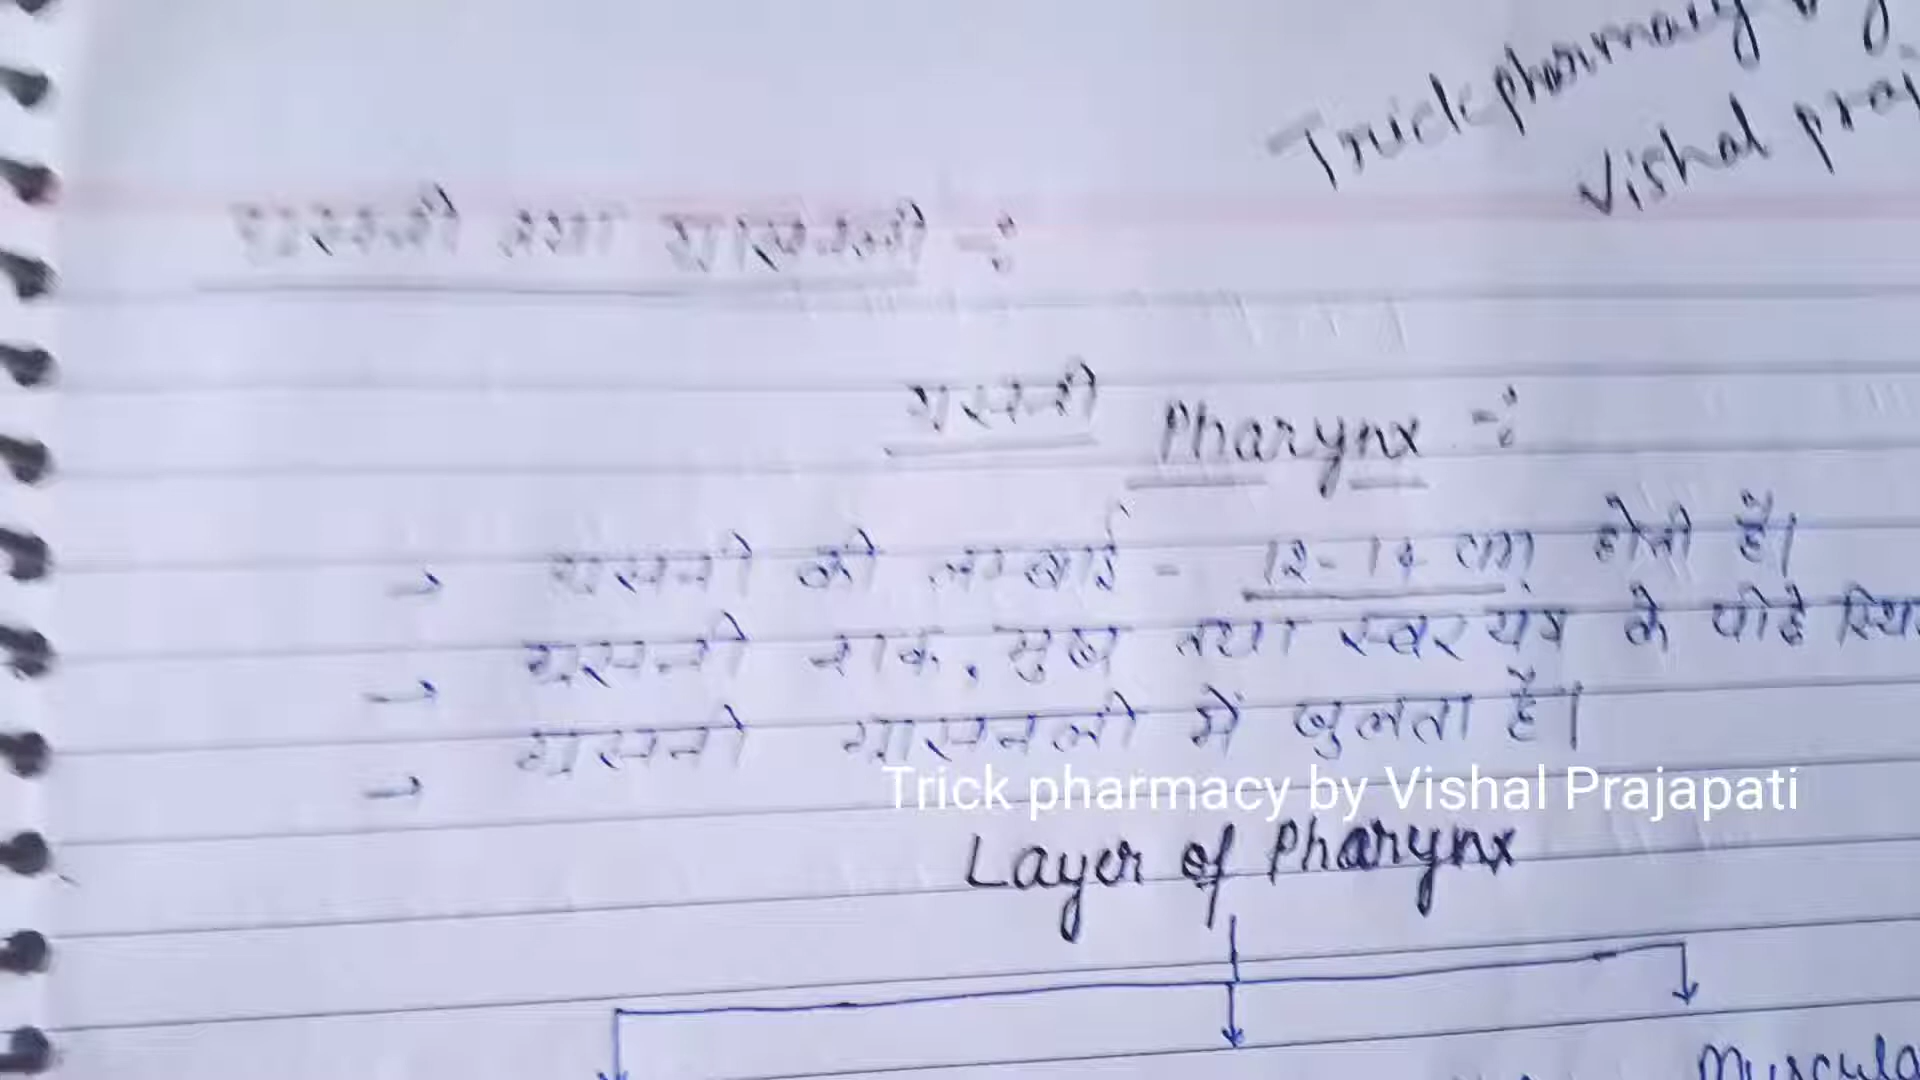 Trick pharmacy
Vishal
ग्रसनी तथा ग्रासनली -:
ग्रसनी Pharynx -:
→ ग्रसनी की लम्बाई - 12-14 cm होती है।
→ ग्रसनी नाक, मुख तथा स्वर यंत्र के पीछे
→ ग्रसनी ग्रासनली में खुलता है।
Trick pharmacy by Vishal Prajapati
Layer of Pharynx